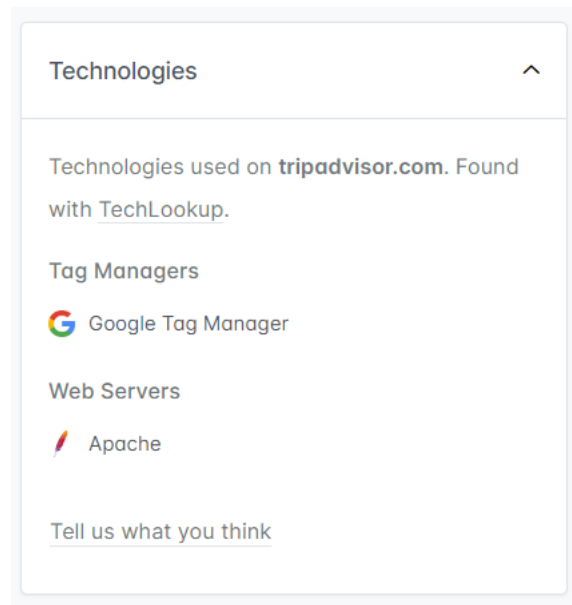 Technologies
Technologies used on tripadvisor.com. Found
with TechLookup.
Tag Managers
Google Tag Manager
Web Servers
Apache
Tell us what you think